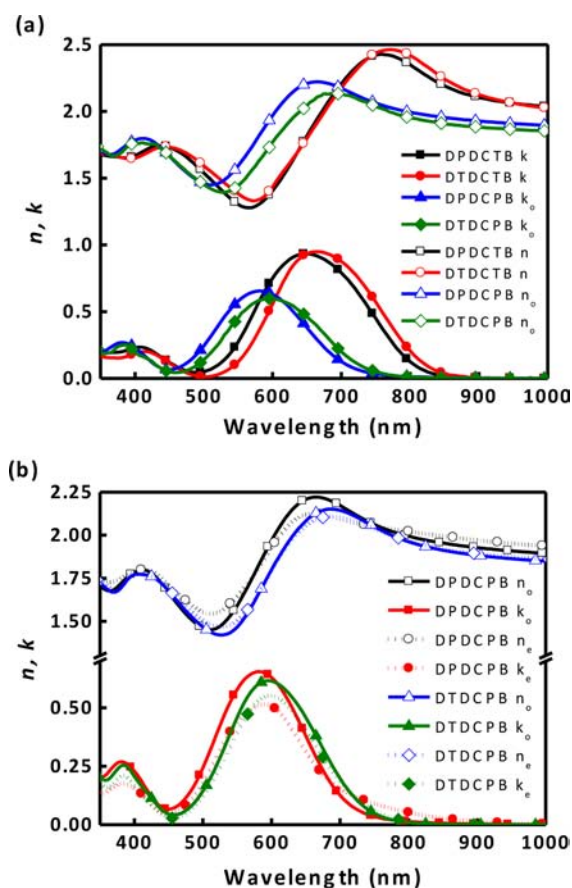 (a)
2.5
2.0
1.5
1.0
0.5
0.0
n, k
DPDCTB k
DTDCTB k
DPDCPB ko
DTDCPB ko
DPDCTB n
DTDCTB n
DPDCPB no
DTDCPB no
400 500 600 700 800 900 1000
Wavelength (nm)
(b)
2.25
2.00
1.75
1.50
0.50
0.25
0.00
n, k
DPDCPB no
DPDCPB ko
DPDCPB ne
DPDCPB ke
DTDCPB no
DTDCPB ko
DTDCPB ne
DTDCPB ke
400 500 600 700 800 900 1000
Wavelength (nm)